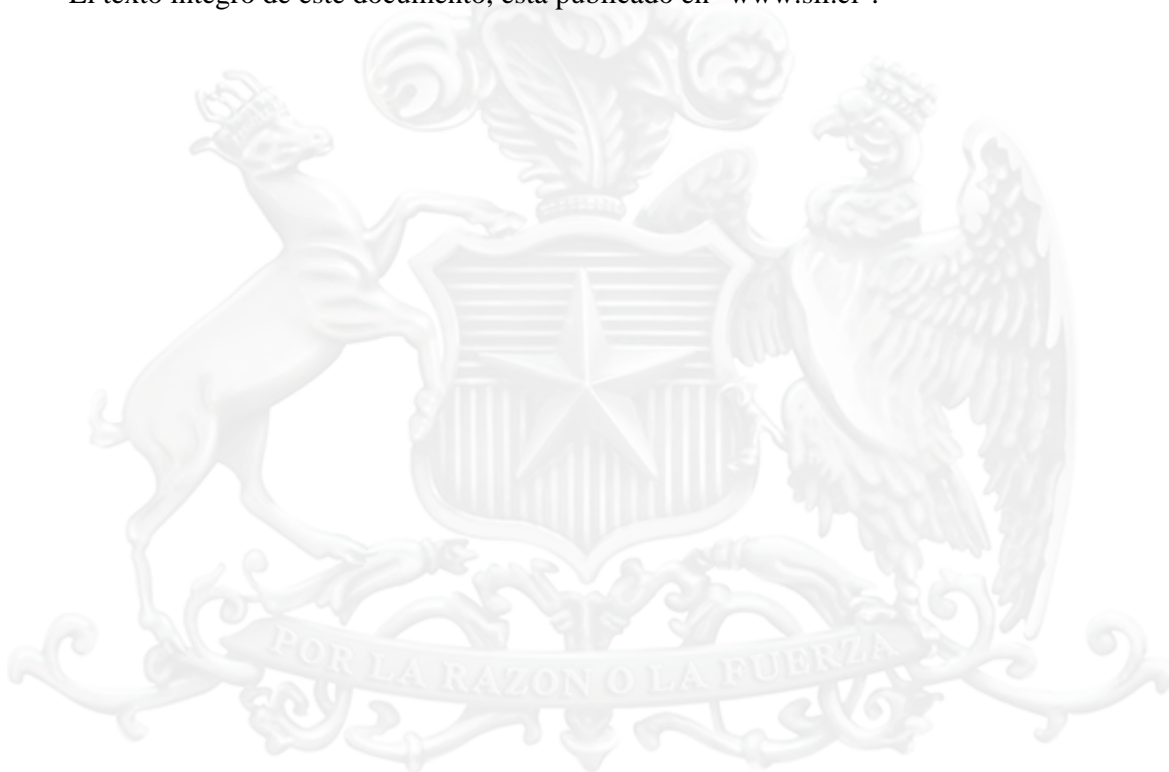 El texto íntegro de este documento, está publicado en "www.sii.cl".
POR LA RAZON O LA FUERZA